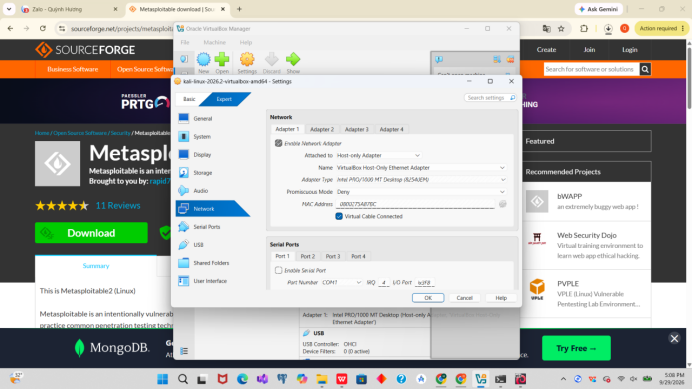 Zalo - Quỳnh Hương
Metasploitable download | Sou
Ask Gemini
sourceforge.net/projects/metasploitab
Action required
SOURCEFORGE
Create
Join
Login
Business Software
Open Source Softwa
Search for software or solutions
PAESSLER
PRTG
Home / Open Source Software / Security / Metasploitable
Metasploi
Metasploitable is an inten
Brought to you by: rapid7
11 Reviews
Download
Summary
This is Metasploitable2 (Linux)
Metasploitable is an intentionally vulnerab
practice common penetration testing techn
Featured
Recommended Projects
bWAPP
an extremely buggy web app !
Web Security Dojo
Virtual training environment to
learn web app ethical hacking.
PVPLE
PVPLE (Linux) Vulnerable
Pentesting Lab Environment…
Oracle VirtualBox Manager
File
Machine
Help
New
Open
Settings
Discard
Show
kali-linux-2026.2-virtualbox-amd64 - Settings
Basic
Expert
Search settings
General
System
Display
Storage
Audio
Network
Serial Ports
USB
Shared Folders
User Interface
Network
Adapter 1
Adapter 2
Adapter 3
Adapter 4
Enable Network Adapter
Attached to
Host-only Adapter
Name
VirtualBox Host-Only Ethernet Adapter
Adapter Type
Intel PRO/1000 MT Desktop (82540EM)
Promiscuous Mode
Deny
MAC Address
Virtual Cable Connected
Serial Ports
Port 1
Port 2
Port 3
Port 4
Enable Serial Port
Port Number
COM1
IRQ
4
I/O Port
0x3F8
OK
Cancel
Help
Adapter 1:
Intel PRO/1000 MT Desktop (Host-only A
Ethernet Adapter')
USB
USB Controller:
OHCI
Device Filters:
0 (0 active)
MongoDB.
Try Free →
32°
5:08 PM
9/29/2026